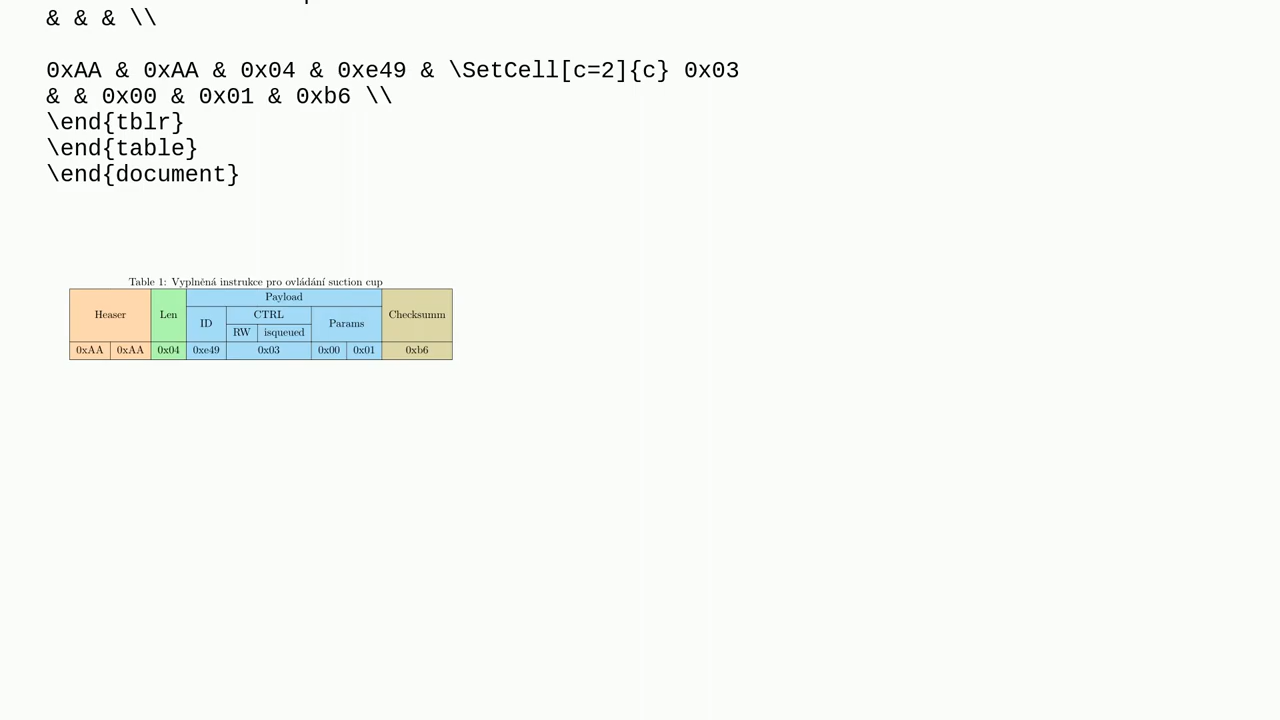 & & & \\
0xAA & 0xAA & 0x04 & 0xe49 & \SetCell[c=2]{c} 0x03
& & 0x00 & 0x01 & 0xb6 \\
\end{tblr}
\end{table}
\end{document}
Table 1: Vyplněná instrukce pro ovládání suction cup
Payload
Heaser Len CTRL Checksumm
ID Params
RW isqueued
0xAA 0xAA 0x04 0xe49 0x03 0x00 0x01 0xb6